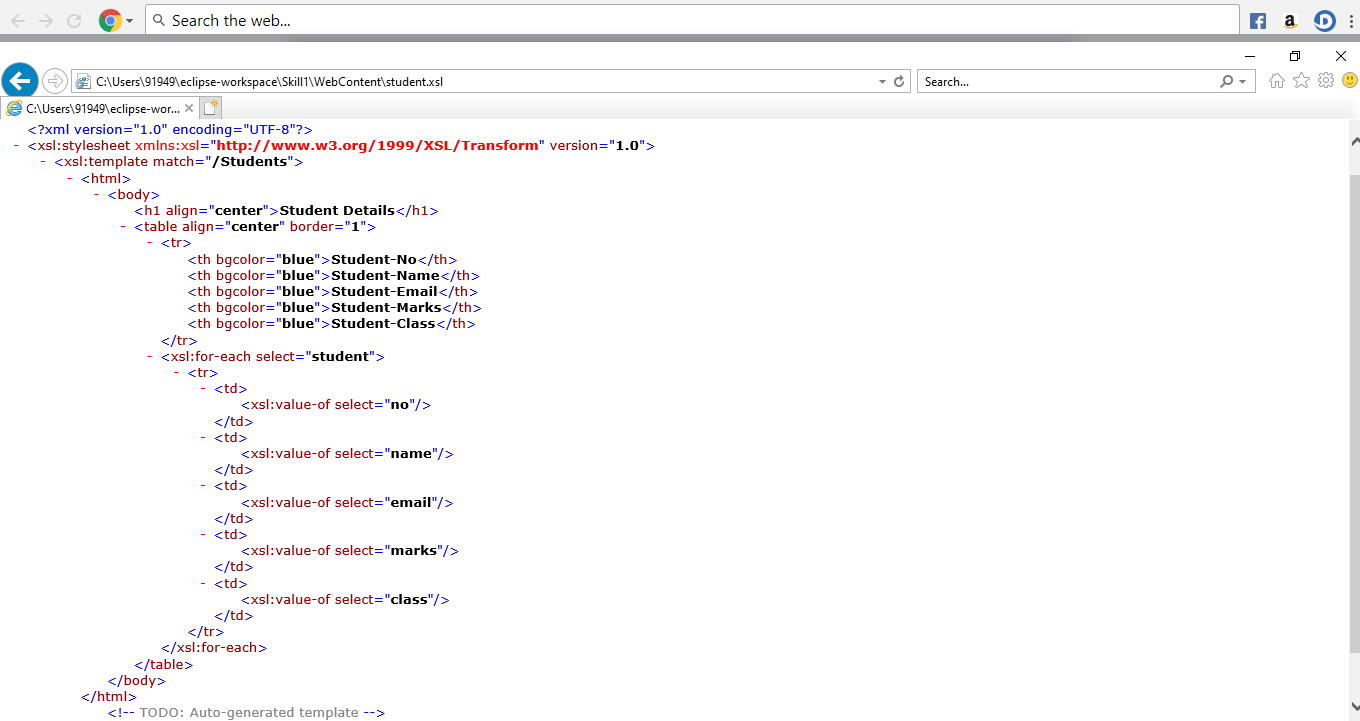 Search the web...
C:\Users\91949\eclipse-workspace\Skill1\WebContent\student.xsl
Search...
C:\Users\91949\eclipse-wor...
<?xml version="1.0" encoding="UTF-8"?>
- <xsl:stylesheet xmlns:xsl="http://www.w3.org/1999/XSL/Transform" version="1.0">
- <xsl:template match="/Students">
- <html>
- <body>
<h1 align="center">Student Details</h1>
- <table align="center" border="1">
- <tr>
<th bgcolor="blue">Student-No</th>
<th bgcolor="blue">Student-Name</th>
<th bgcolor="blue">Student-Email</th>
<th bgcolor="blue">Student-Marks</th>
<th bgcolor="blue">Student-Class</th>
</tr>
- <xsl:for-each select="student">
- <tr>
- <td>
<xsl:value-of select="no"/>
</td>
- <td>
<xsl:value-of select="name"/>
</td>
- <td>
<xsl:value-of select="email"/>
</td>
- <td>
<xsl:value-of select="marks"/>
</td>
- <td>
<xsl:value-of select="class"/>
</td>
</tr>
</xsl:for-each>
</table>
</body>
</html>
<!-- TODO: Auto-generated template -->